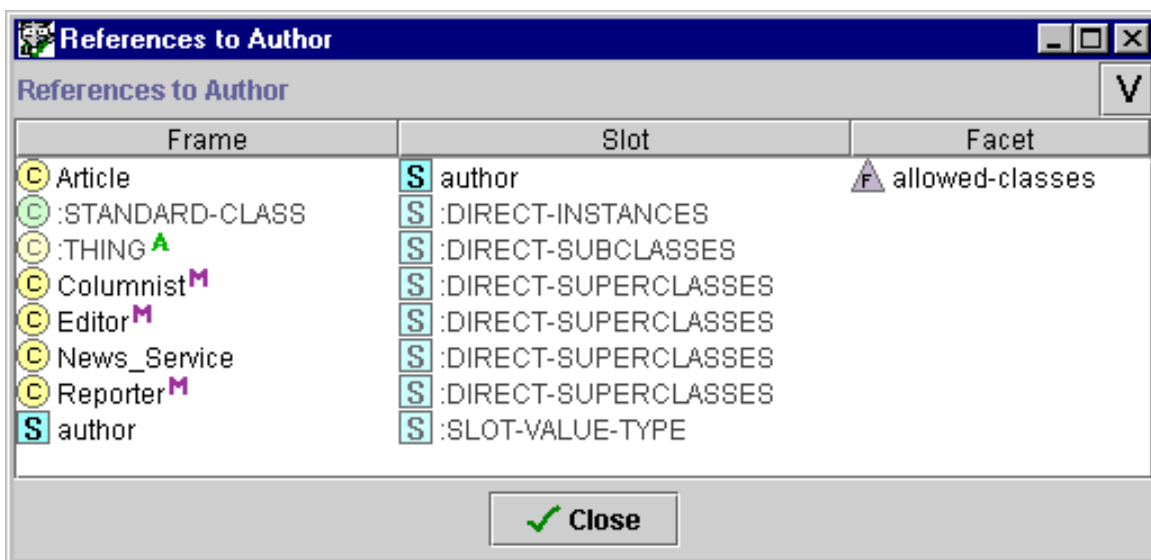 References to Author
References to Author V
Frame Slot Facet
C Article S author F allowed-classes
C :STANDARD-CLASS S :DIRECT-INSTANCES
C :THING A S :DIRECT-SUBCLASSES
C Columnist M S :DIRECT-SUPERCLASSES
C Editor M S :DIRECT-SUPERCLASSES
C News_Service S :DIRECT-SUPERCLASSES
C Reporter M S :DIRECT-SUPERCLASSES
S author S :SLOT-VALUE-TYPE
Close